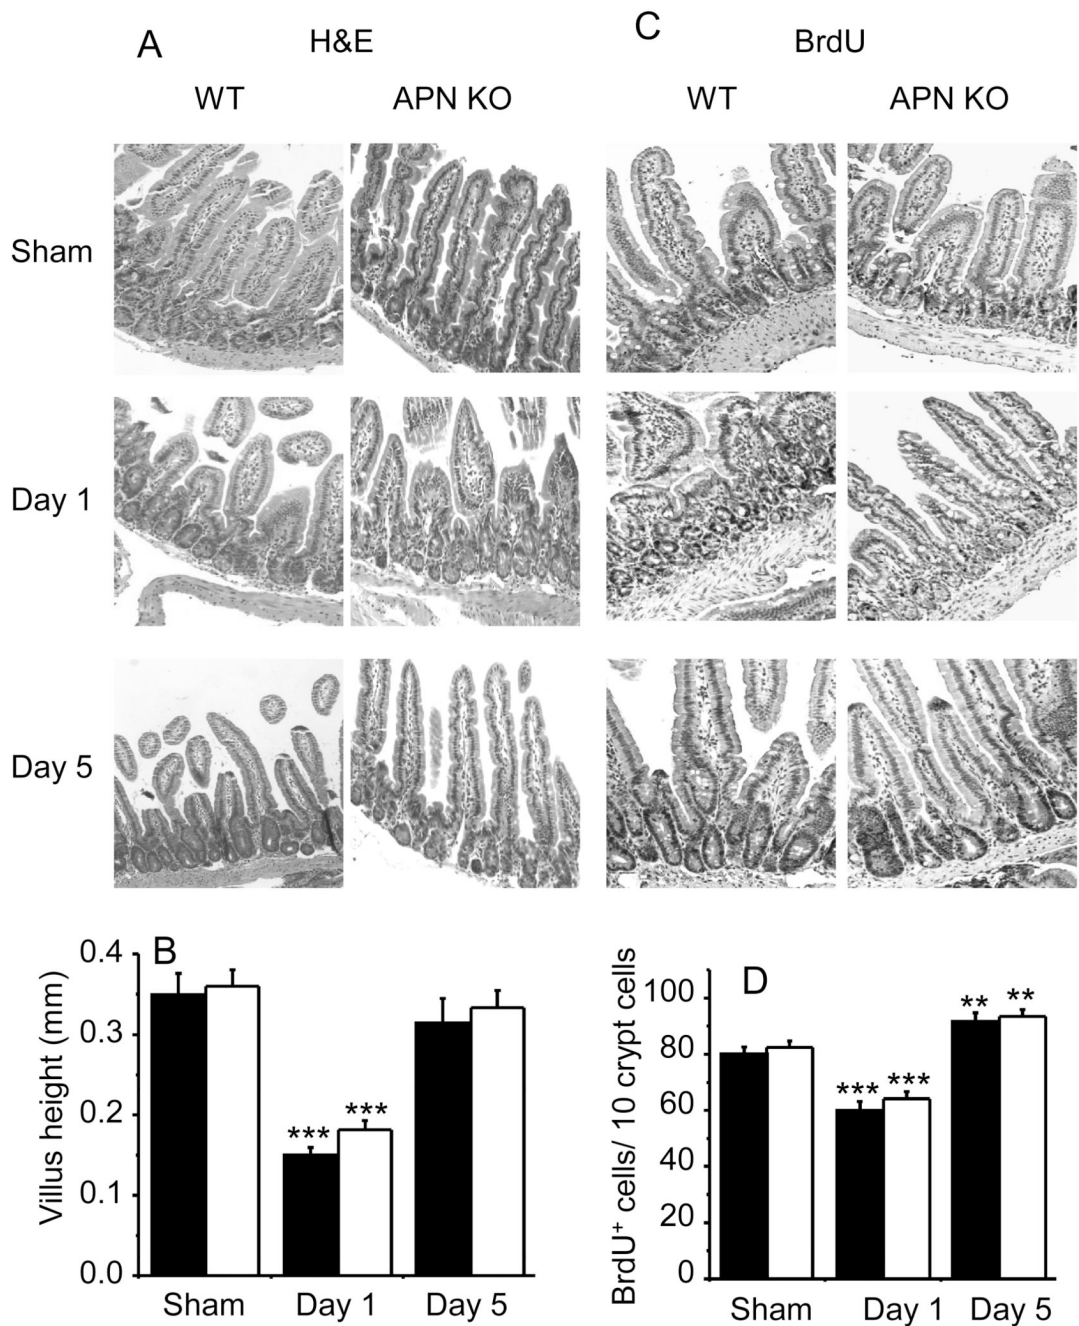 A
C
H&E
BrdU
WT
APN KO
WT
APN KO
Sham
Day 1
Day 5
B
Villus height (mm)
0.4
0.3
0.2
0.1
0.0
***
***
Sham
Day 1
Day 5
D
BrdU⁺ cells/ 10 crypt cells
100
80
60
40
20
0
***
***
**
**
Sham
Day 1
Day 5